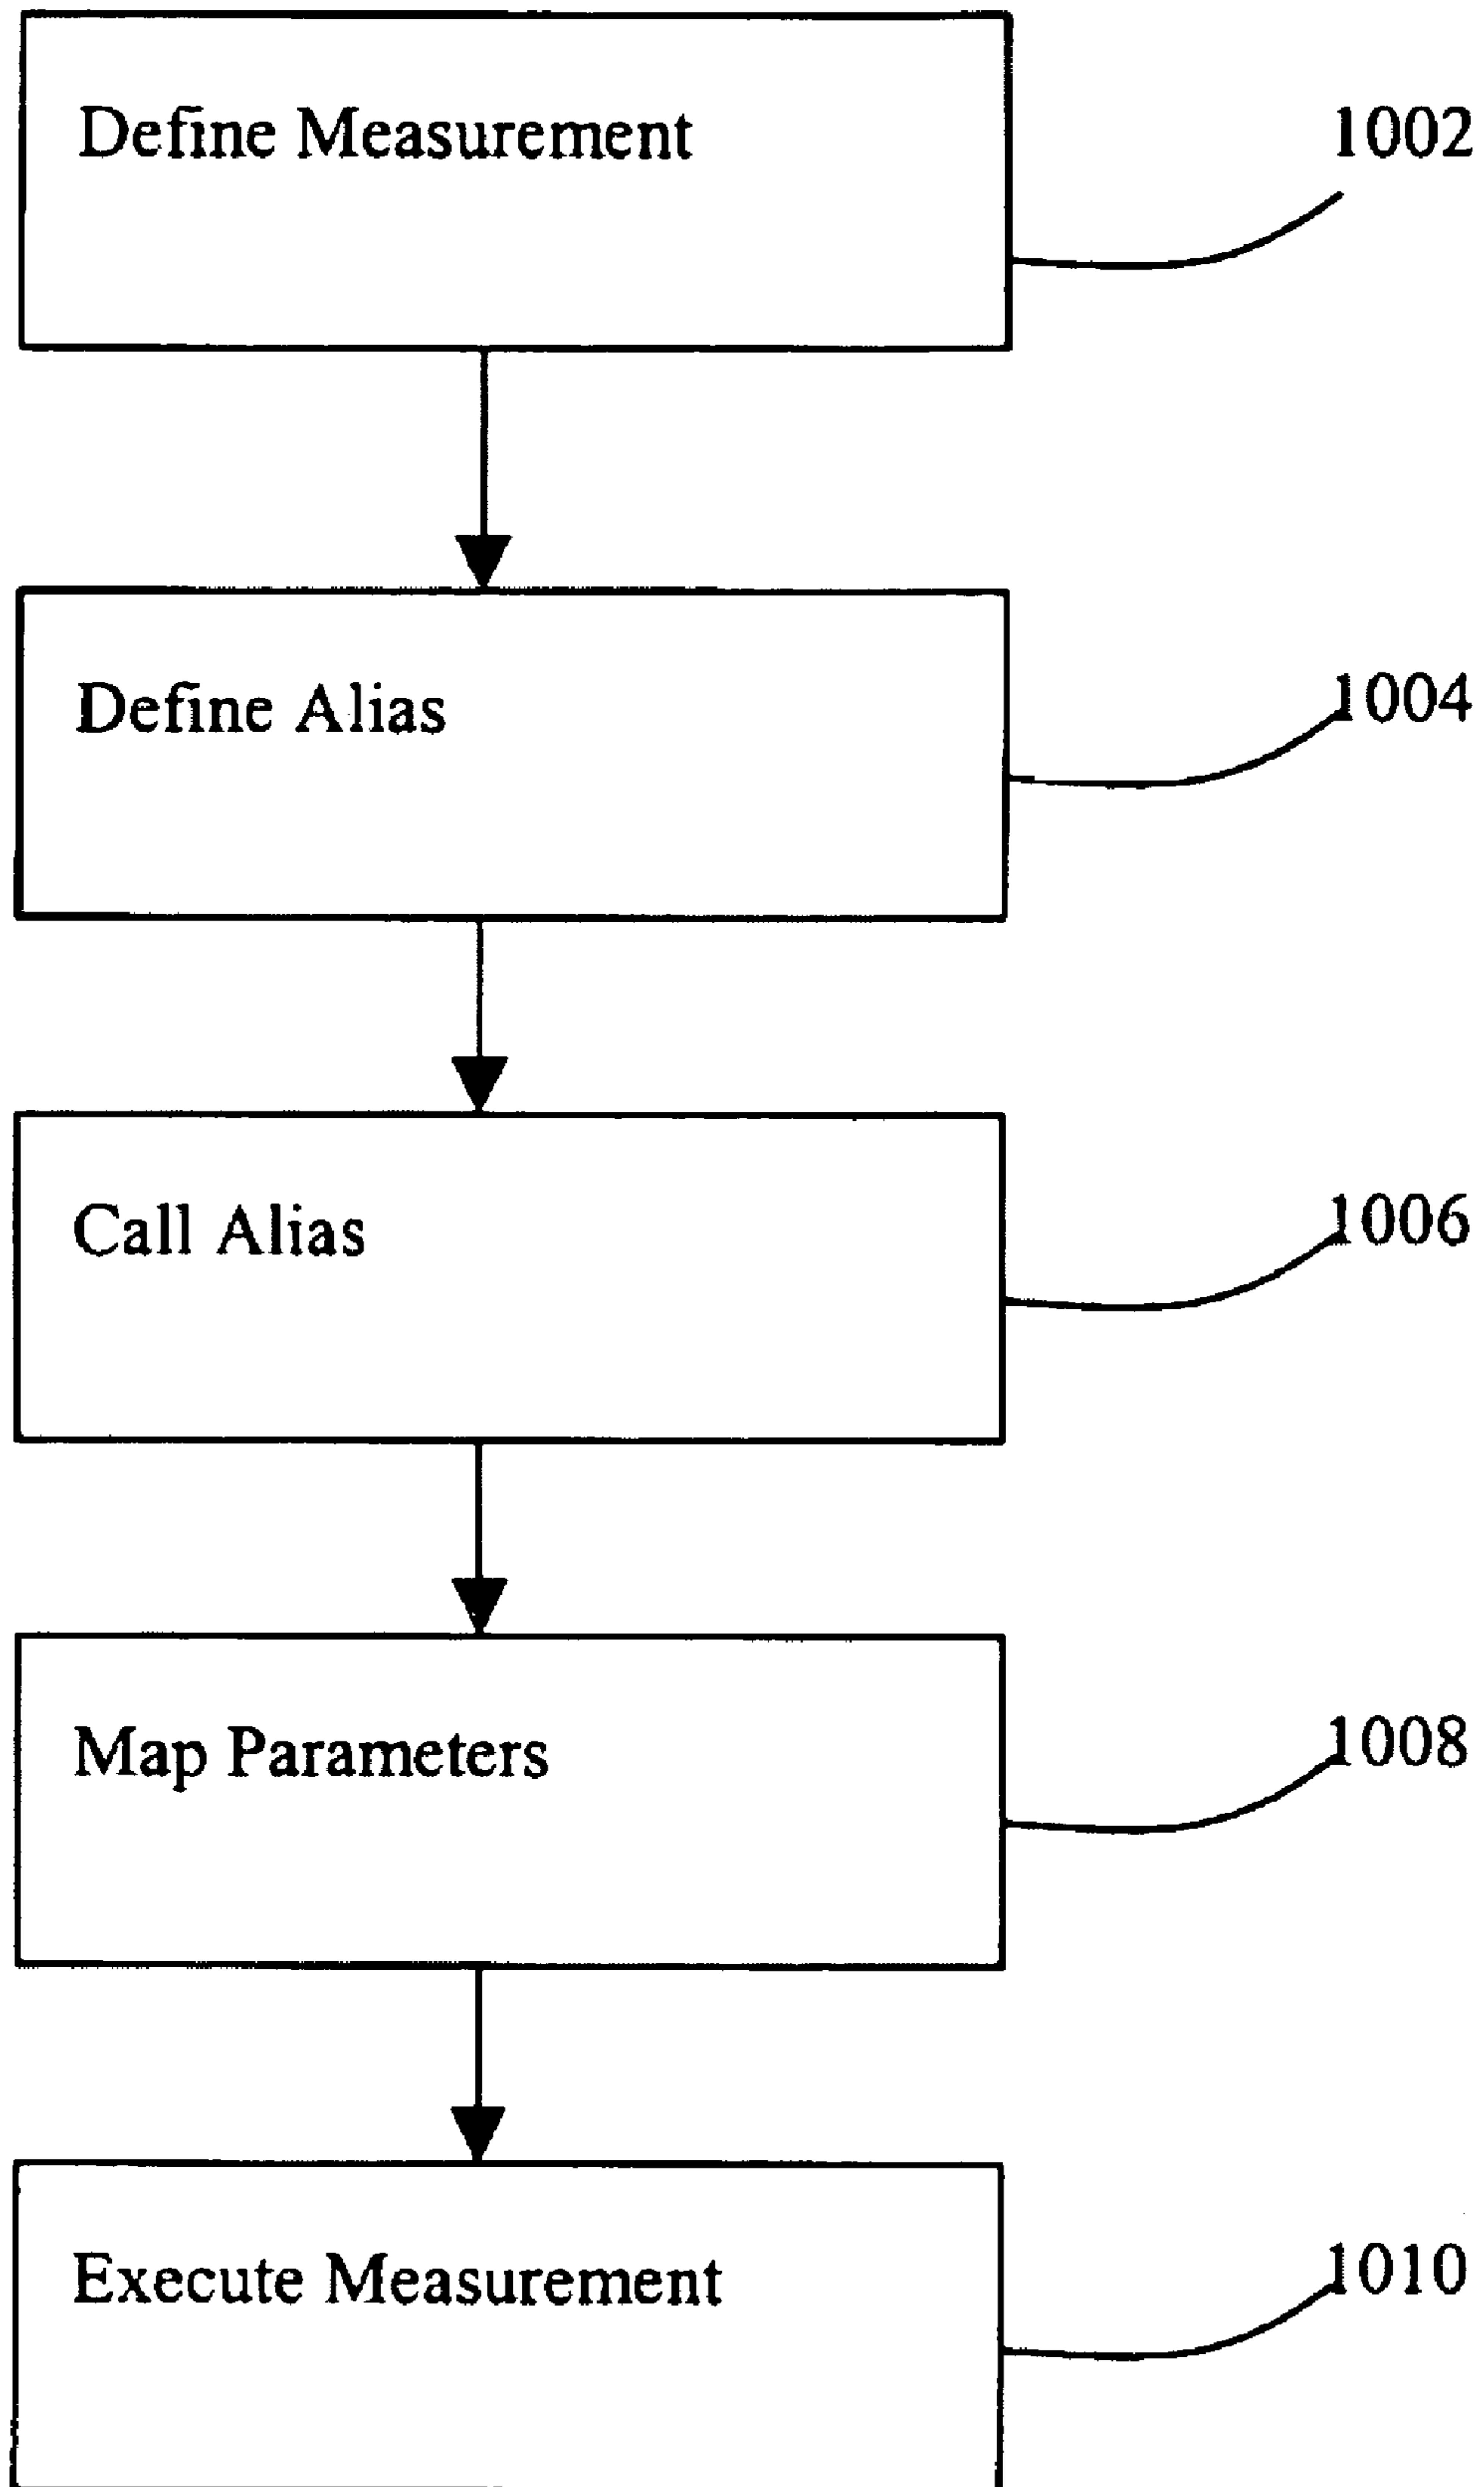 Define Measurement
1002
Define Alias
1004
Call Alias
1006
Map Parameters
1008
Execute Measurement
1010